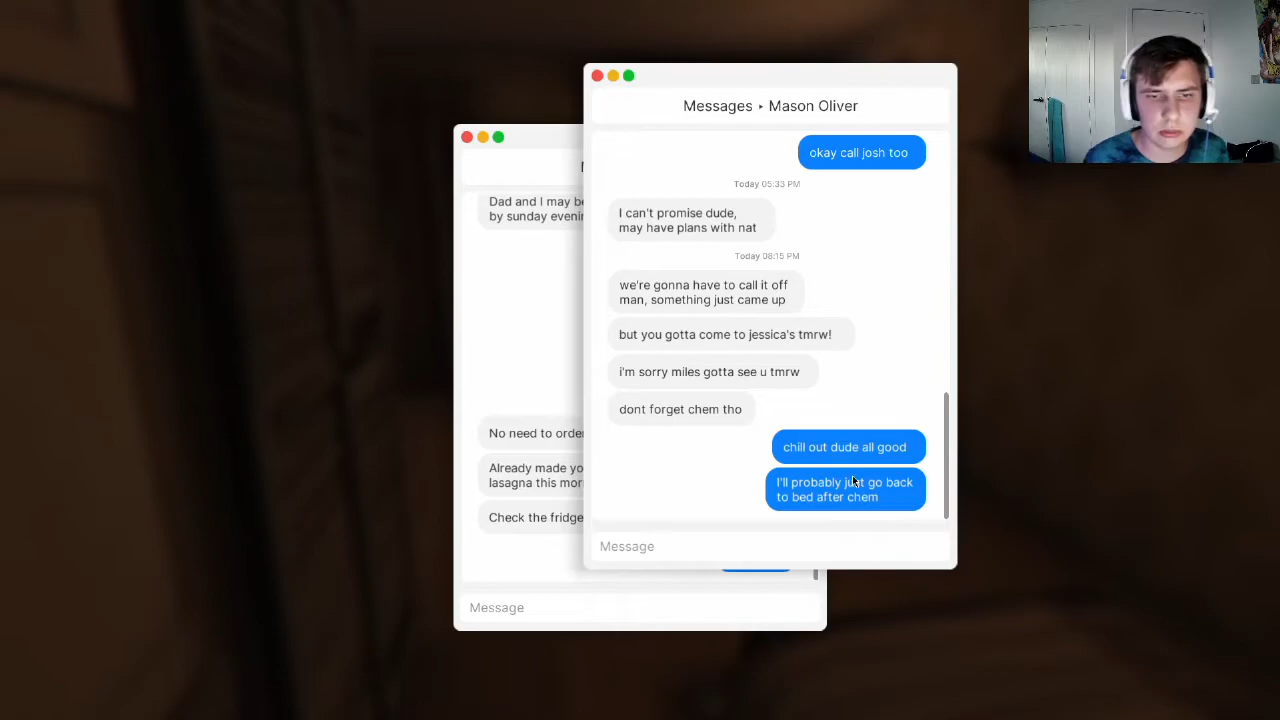 Messages ▸ Mason Oliver
okay call josh too
Today 05:33 PM
I can't promise dude,
may have plans with nat
Today 08:15 PM
we're gonna have to call it off
man, something just came up
but you gotta come to jessica's tmrw!
i'm sorry miles gotta see u tmrw
dont forget chem tho
chill out dude all good
I'll probably just go back
to bed after chem
Message
Dad and I may be
by sunday evenin
No need to orde
Already made yo
lasagna this mor
Check the fridge
Message